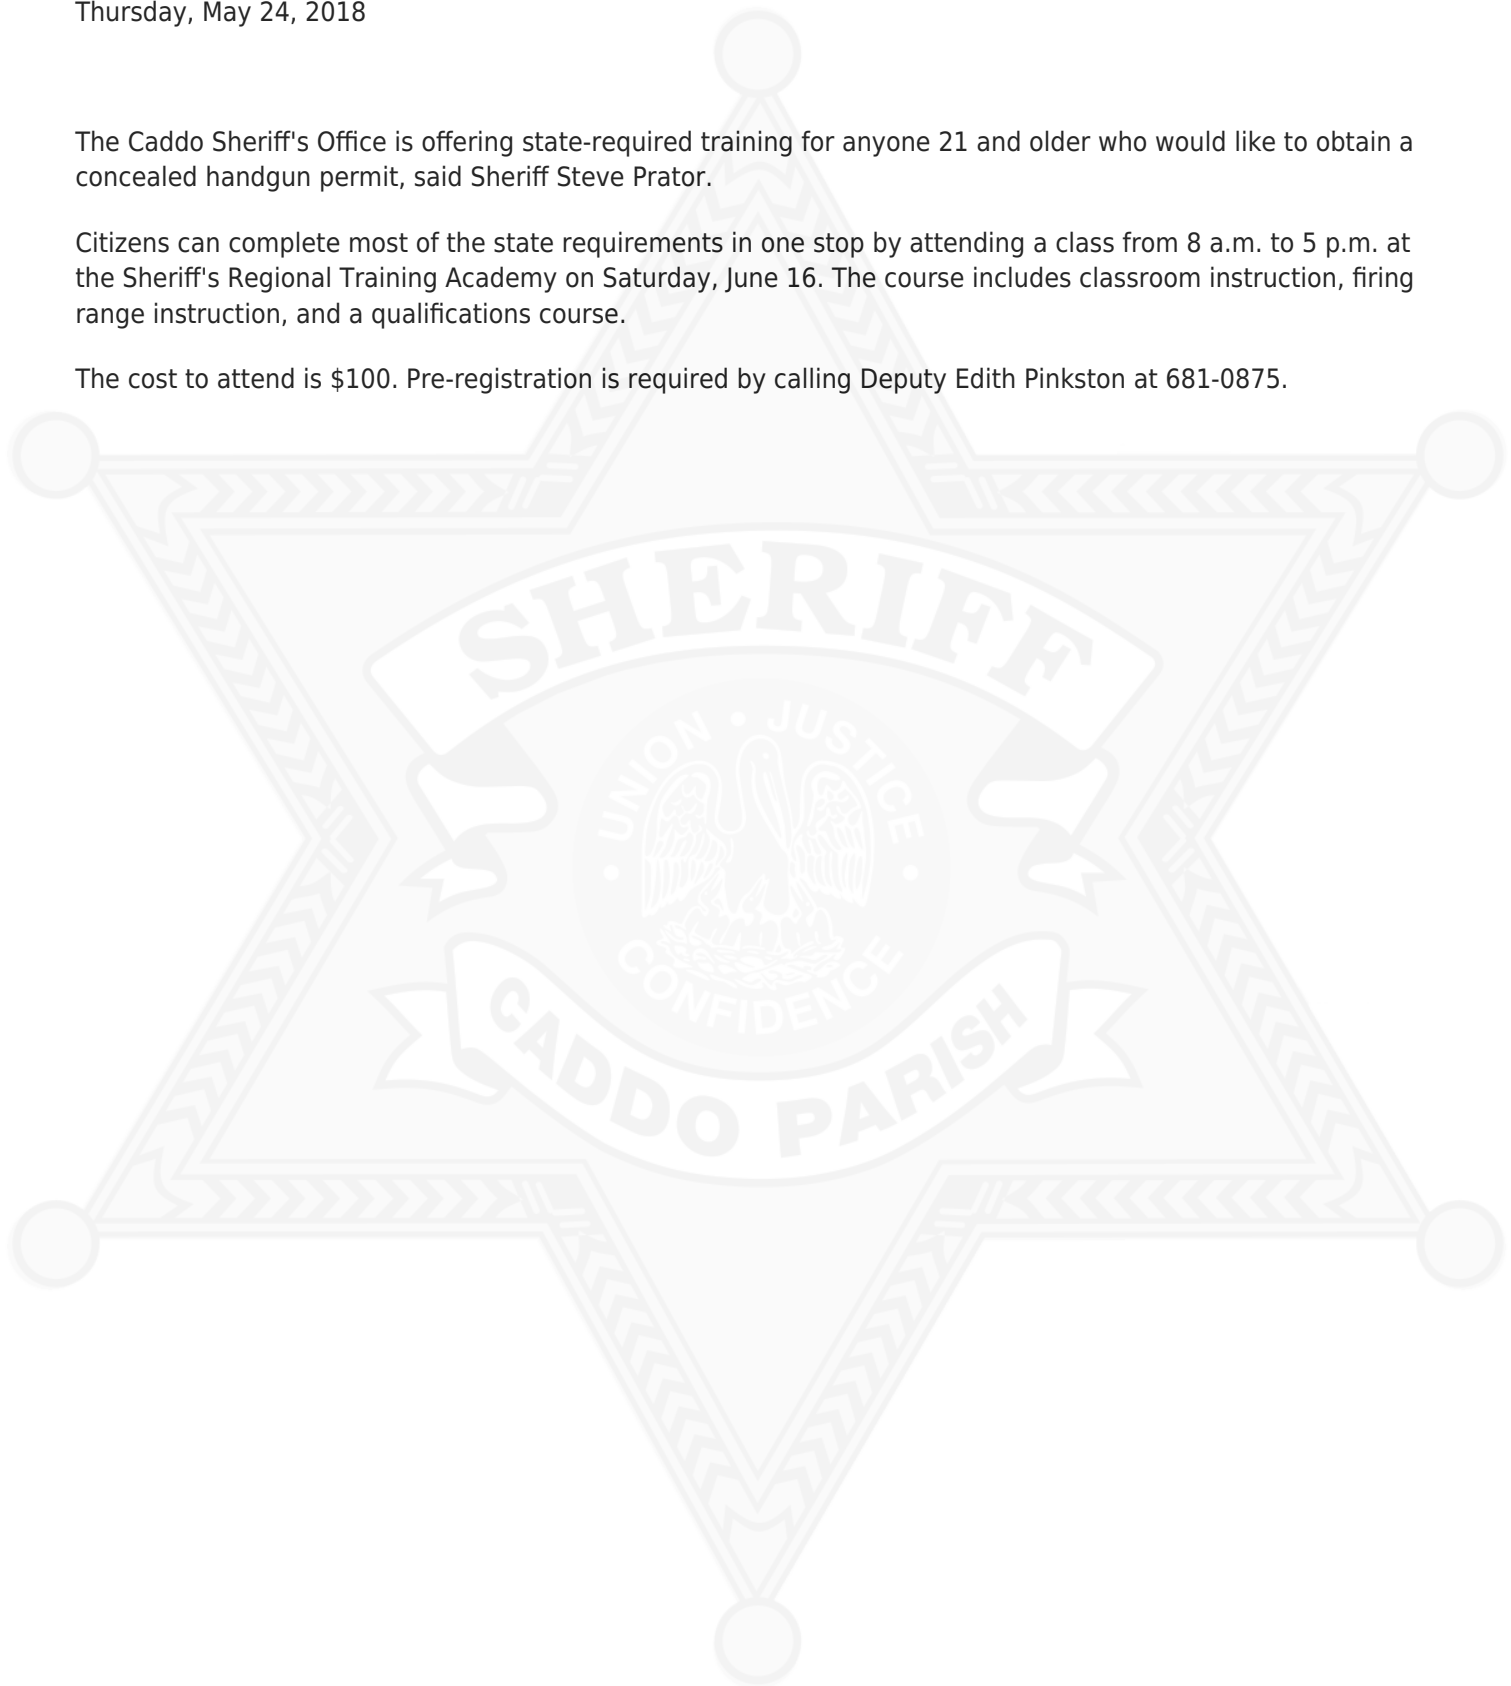 Thursday, May 24, 2018
The Caddo Sheriff's Office is offering state-required training for anyone 21 and older who would like to obtain a
concealed handgun permit, said Sheriff Steve Prator.
Citizens can complete most of the state requirements in one stop by attending a class from 8 a.m. to 5 p.m. at
the Sheriff's Regional Training Academy on Saturday, June 16. The course includes classroom instruction, firing
range instruction, and a qualifications course.
The cost to attend is $100. Pre-registration is required by calling Deputy Edith Pinkston at 681-0875.
SHERIFF
UNION • JUSTICE
• CONFIDENCE •
CADDO PARISH